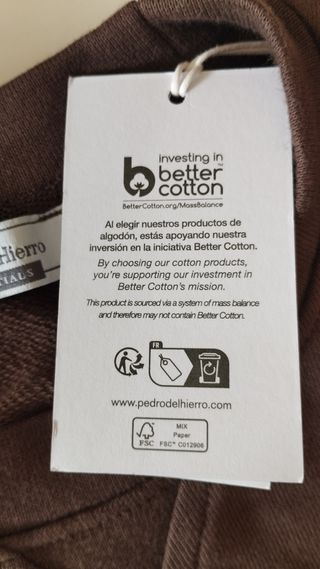 investing in
better
cotton™
BetterCotton.org/MassBalance
Al elegir nuestros productos de
algodón, estás apoyando nuestra
inversión en la iniciativa Better Cotton.
By choosing our cotton products,
you're supporting our investment in
Better Cotton's mission.
This product is sourced via a system of mass balance
and therefore may not contain Better Cotton.
FR
www.pedrodelhierro.com
FSC
MIX
Paper
FSC® C012906
Hierro